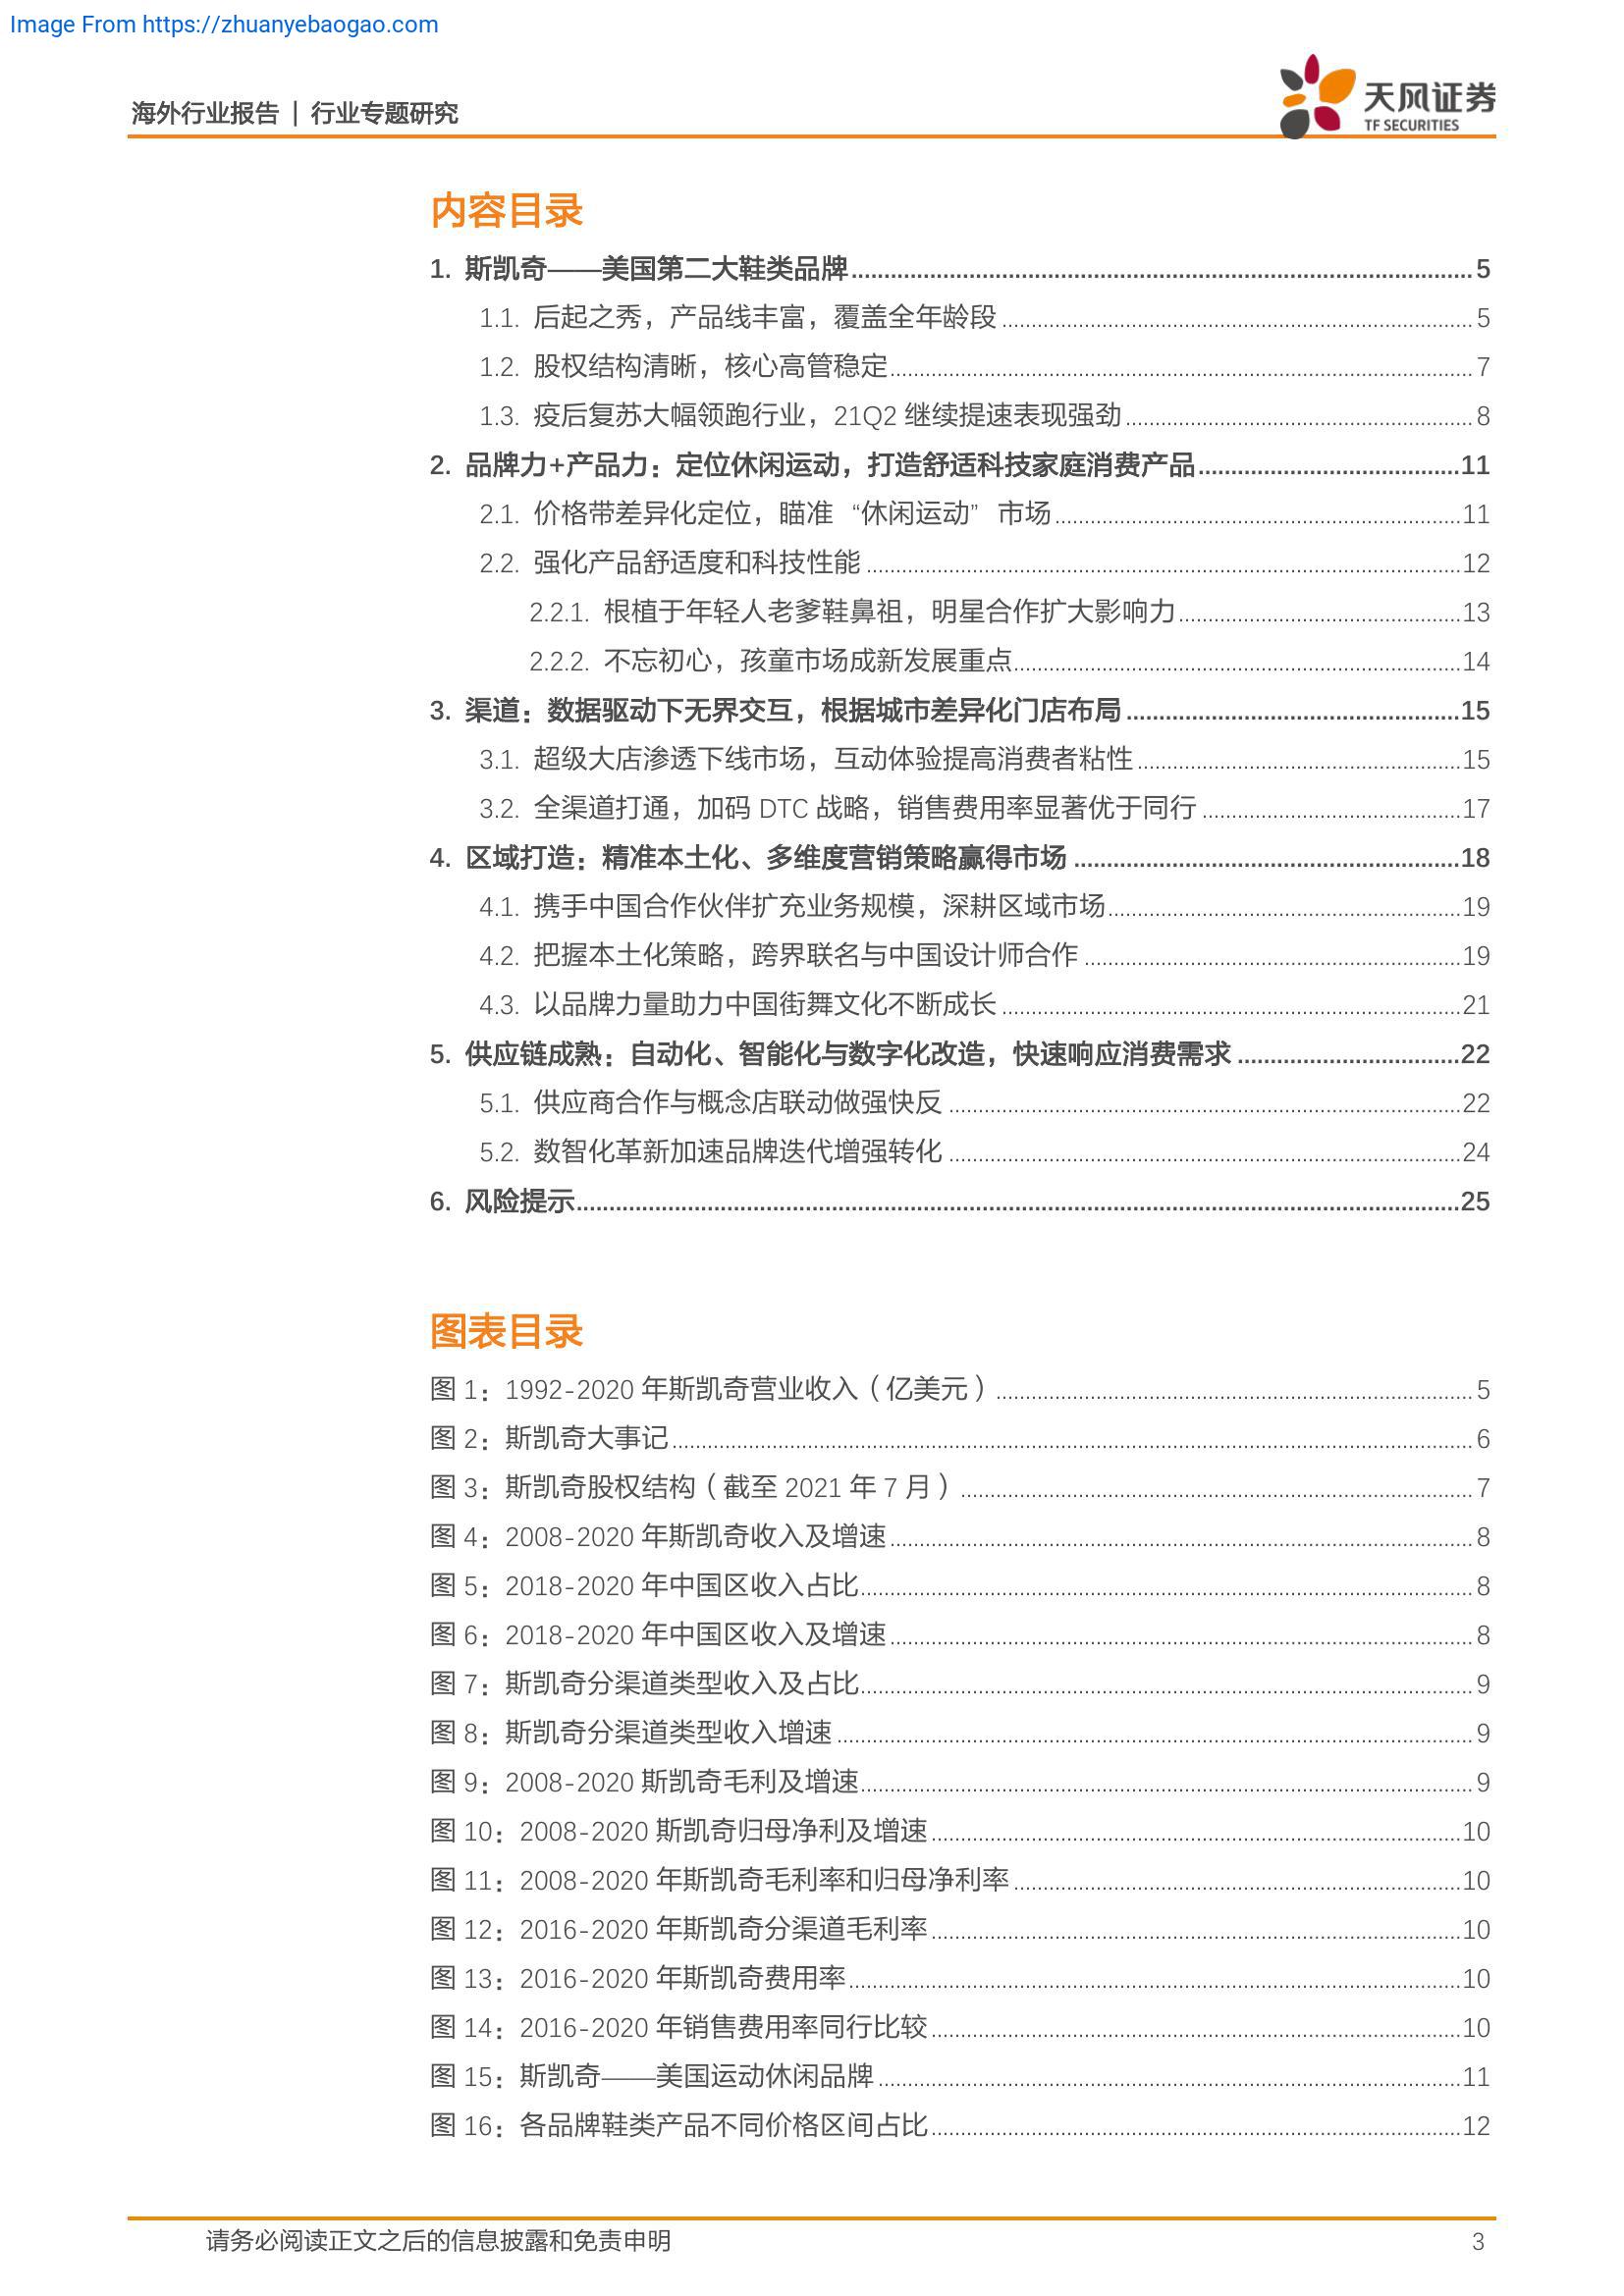 Image From https://zhuanyebaogao.com
海外行业报告 | 行业专题研究
天风证券
TF SECURITIES
内容目录
1. 斯凯奇——美国第二大鞋类品牌 5
1.1. 后起之秀，产品线丰富，覆盖全年龄段 5
1.2. 股权结构清晰，核心高管稳定 7
1.3. 疫后复苏大幅领跑行业，21Q2 继续提速表现强劲 8
2. 品牌力+产品力：定位休闲运动，打造舒适科技家庭消费产品 11
2.1. 价格带差异化定位，瞄准 “休闲运动” 市场 11
2.2. 强化产品舒适度和科技性能 12
2.2.1. 根植于年轻人老爹鞋鼻祖，明星合作扩大影响力 13
2.2.2. 不忘初心，孩童市场成新发展重点 14
3. 渠道：数据驱动下无界交互，根据城市差异化门店布局 15
3.1. 超级大店渗透下线市场，互动体验提高消费者粘性 15
3.2. 全渠道打通，加码 DTC 战略，销售费用率显著优于同行 17
4. 区域打造：精准本土化、多维度营销策略赢得市场 18
4.1. 携手中国合作伙伴扩充业务规模，深耕区域市场 19
4.2. 把握本土化策略，跨界联名与中国设计师合作 19
4.3. 以品牌力量助力中国街舞文化不断成长 21
5. 供应链成熟：自动化、智能化与数字化改造，快速响应消费需求 22
5.1. 供应商合作与概念店联动做强快反 22
5.2. 数智化革新加速品牌迭代增强转化 24
6. 风险提示 25
图表目录
图 1：1992-2020 年斯凯奇营业收入（亿美元） 5
图 2：斯凯奇大事记 6
图 3：斯凯奇股权结构（截至 2021 年 7 月） 7
图 4：2008-2020 年斯凯奇收入及增速 8
图 5：2018-2020 年中国区收入占比 8
图 6：2018-2020 年中国区收入及增速 8
图 7：斯凯奇分渠道类型收入及占比 9
图 8：斯凯奇分渠道类型收入增速 9
图 9：2008-2020 斯凯奇毛利及增速 9
图 10：2008-2020 斯凯奇归母净利及增速 10
图 11：2008-2020 年斯凯奇毛利率和归母净利率 10
图 12：2016-2020 年斯凯奇分渠道毛利率 10
图 13：2016-2020 年斯凯奇费用率 10
图 14：2016-2020 年销售费用率同行比较 10
图 15：斯凯奇——美国运动休闲品牌 11
图 16：各品牌鞋类产品不同价格区间占比 12
请务必阅读正文之后的信息披露和免责申明 3